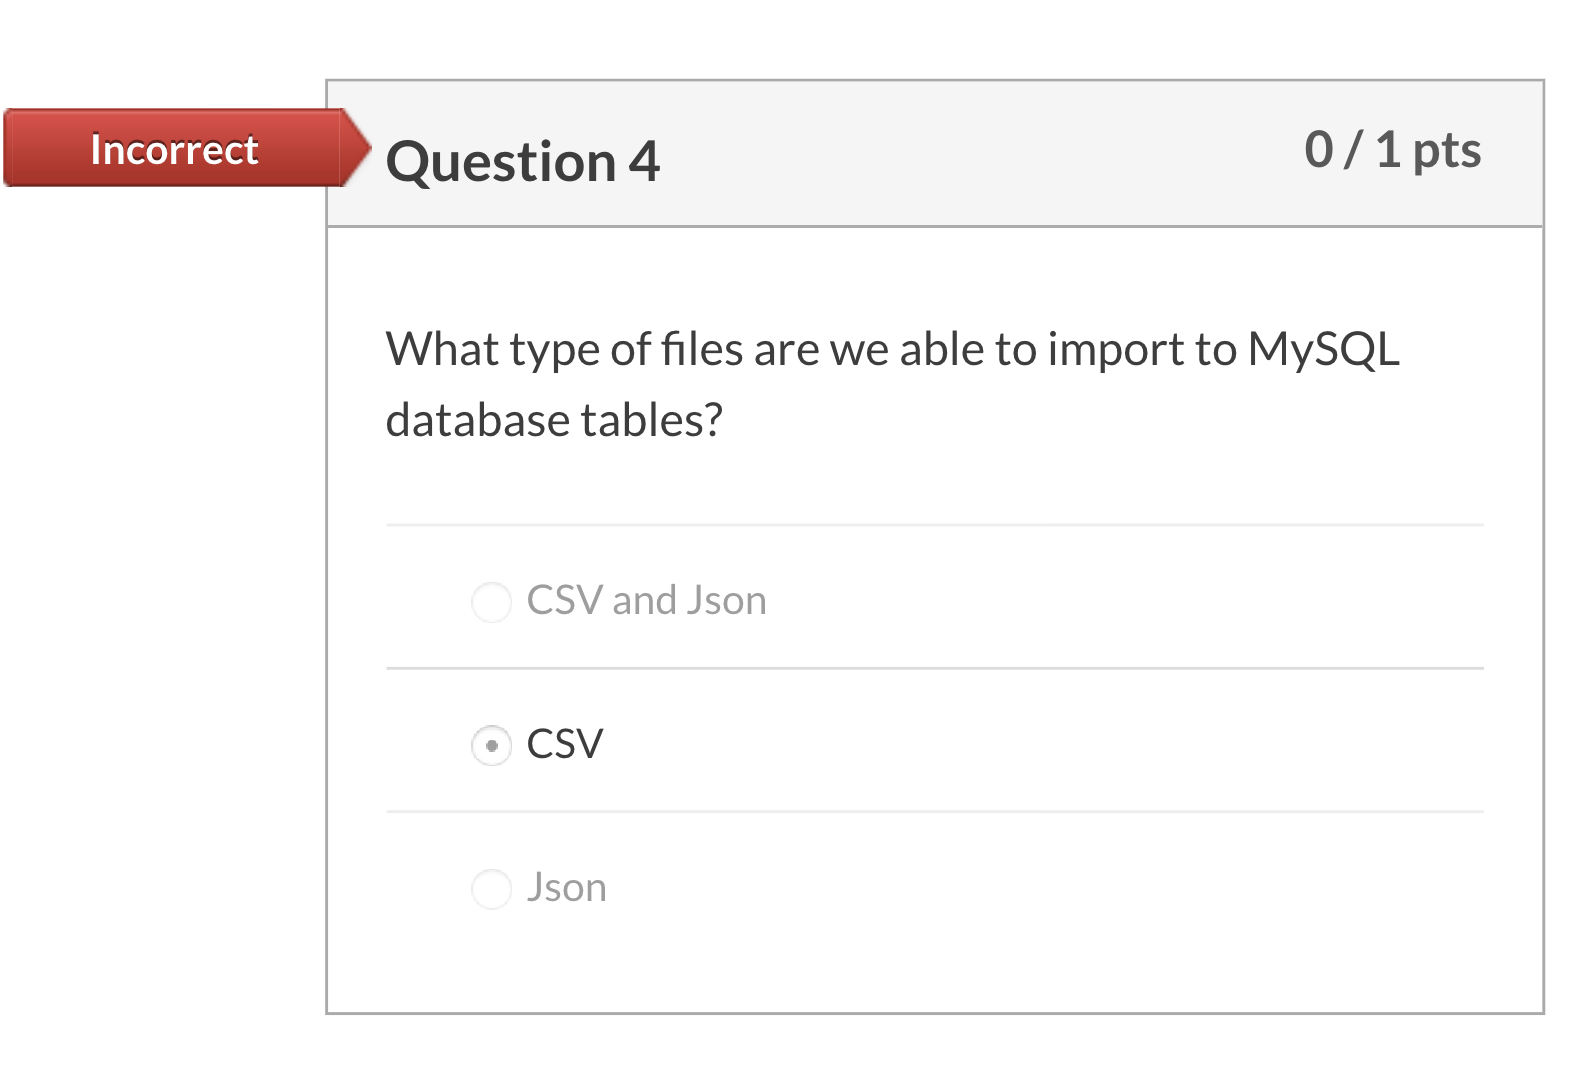 Incorrect
Question 4
0 / 1 pts
What type of files are we able to import to MySQL
database tables?
CSV and Json
CSV
Json